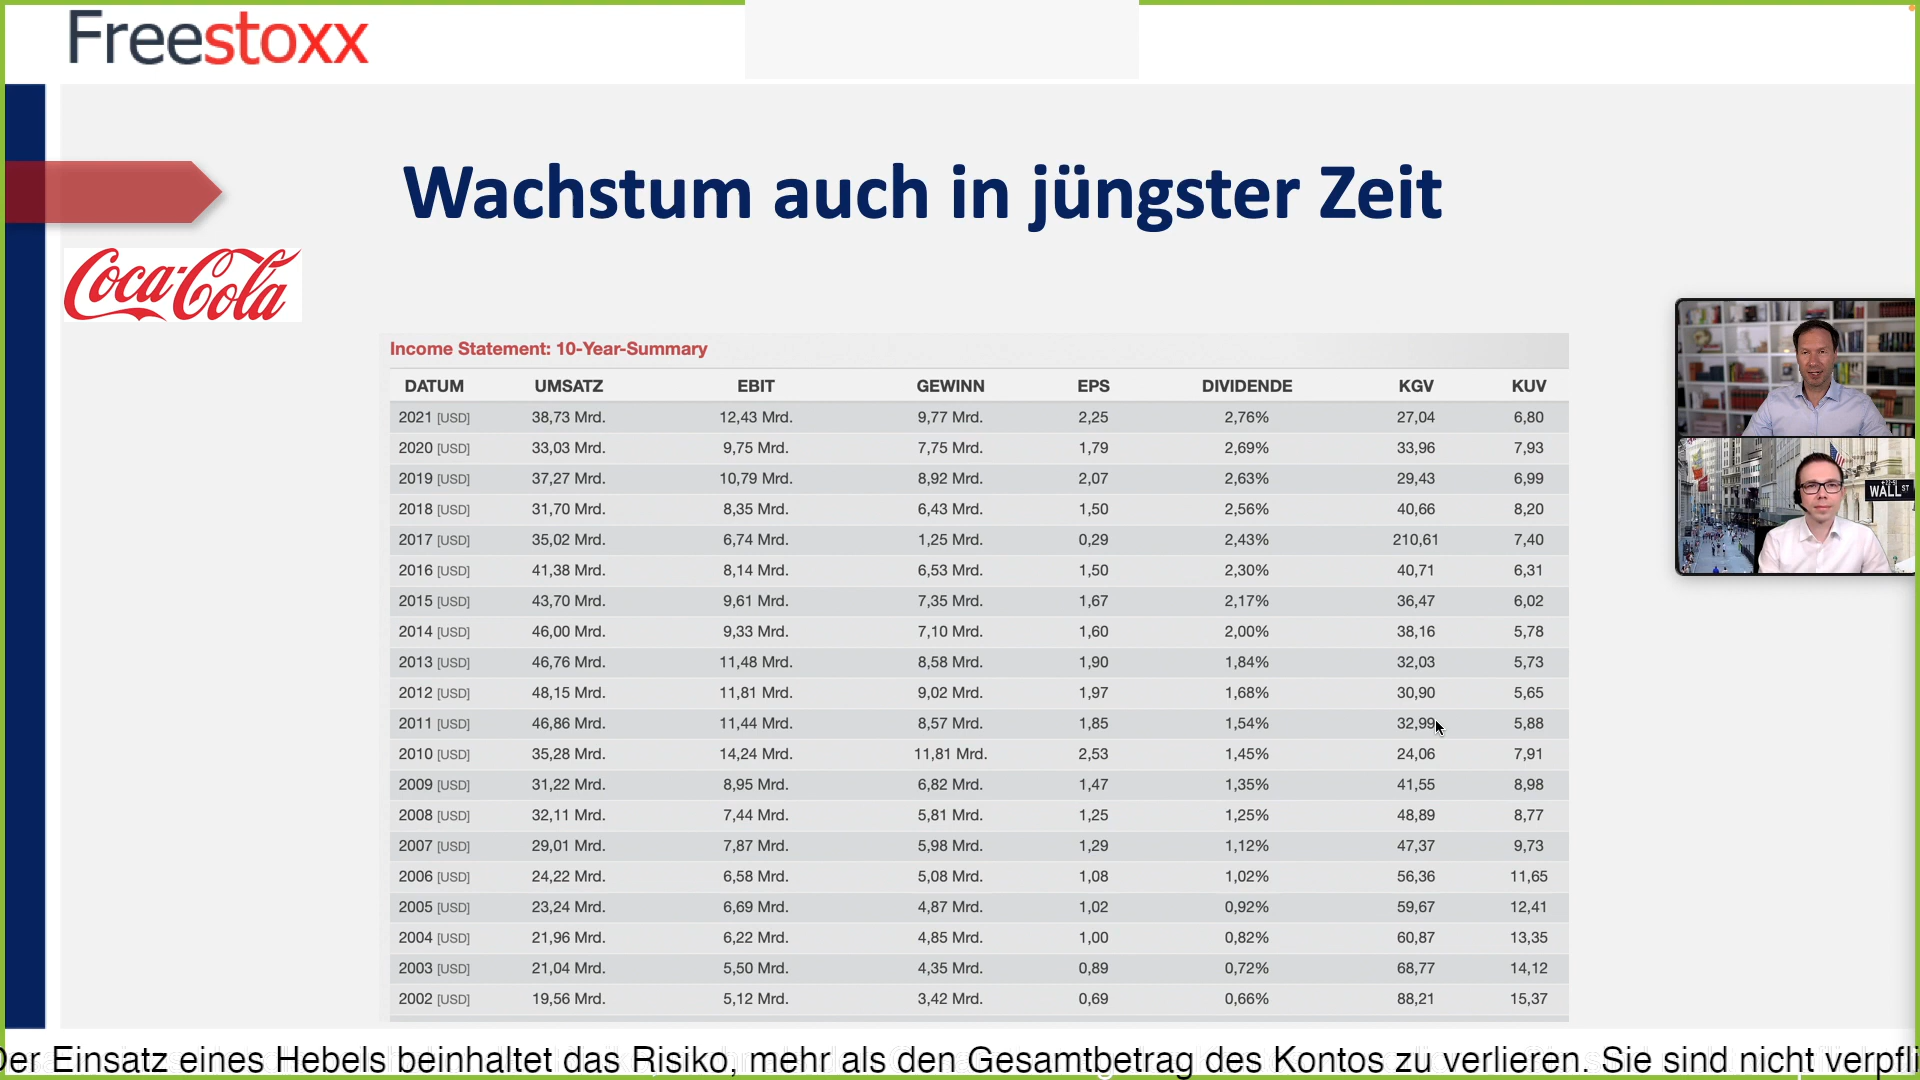 Freestoxx
Wachstum auch in jüngster Zeit
Coca-Cola
Income Statement: 10-Year-Summary
DATUM UMSATZ EBIT GEWINN EPS DIVIDENDE KGV KUV
2021 [USD] 38,73 Mrd. 12,43 Mrd. 9,77 Mrd. 2,25 2,76% 27,04 6,80
2020 [USD] 33,03 Mrd. 9,75 Mrd. 7,75 Mrd. 1,79 2,69% 33,96 7,93
2019 [USD] 37,27 Mrd. 10,79 Mrd. 8,92 Mrd. 2,07 2,63% 29,43 6,99
2018 [USD] 31,70 Mrd. 8,35 Mrd. 6,43 Mrd. 1,50 2,56% 40,66 8,20
2017 [USD] 35,02 Mrd. 6,74 Mrd. 1,25 Mrd. 0,29 2,43% 210,61 7,40
2016 [USD] 41,38 Mrd. 8,14 Mrd. 6,53 Mrd. 1,50 2,30% 40,71 6,31
2015 [USD] 43,70 Mrd. 9,61 Mrd. 7,35 Mrd. 1,67 2,17% 36,47 6,02
2014 [USD] 46,00 Mrd. 9,33 Mrd. 7,10 Mrd. 1,60 2,00% 38,16 5,78
2013 [USD] 46,76 Mrd. 11,48 Mrd. 8,58 Mrd. 1,90 1,84% 32,03 5,73
2012 [USD] 48,15 Mrd. 11,81 Mrd. 9,02 Mrd. 1,97 1,68% 30,90 5,65
2011 [USD] 46,86 Mrd. 11,44 Mrd. 8,57 Mrd. 1,85 1,54% 32,99 5,88
2010 [USD] 35,28 Mrd. 14,24 Mrd. 11,81 Mrd. 2,53 1,45% 24,06 7,91
2009 [USD] 31,22 Mrd. 8,95 Mrd. 6,82 Mrd. 1,47 1,35% 41,55 8,98
2008 [USD] 32,11 Mrd. 7,44 Mrd. 5,81 Mrd. 1,25 1,25% 48,89 8,77
2007 [USD] 29,01 Mrd. 7,87 Mrd. 5,98 Mrd. 1,29 1,12% 47,37 9,73
2006 [USD] 24,22 Mrd. 6,58 Mrd. 5,08 Mrd. 1,08 1,02% 56,36 11,65
2005 [USD] 23,24 Mrd. 6,69 Mrd. 4,87 Mrd. 1,02 0,92% 59,67 12,41
2004 [USD] 21,96 Mrd. 6,22 Mrd. 4,85 Mrd. 1,00 0,82% 60,87 13,35
2003 [USD] 21,04 Mrd. 5,50 Mrd. 4,35 Mrd. 0,89 0,72% 68,77 14,12
2002 [USD] 19,56 Mrd. 5,12 Mrd. 3,42 Mrd. 0,69 0,66% 88,21 15,37
WALL ST
Der Einsatz eines Hebels beinhaltet das Risiko, mehr als den Gesamtbetrag des Kontos zu verlieren. Sie sind nicht verpfli